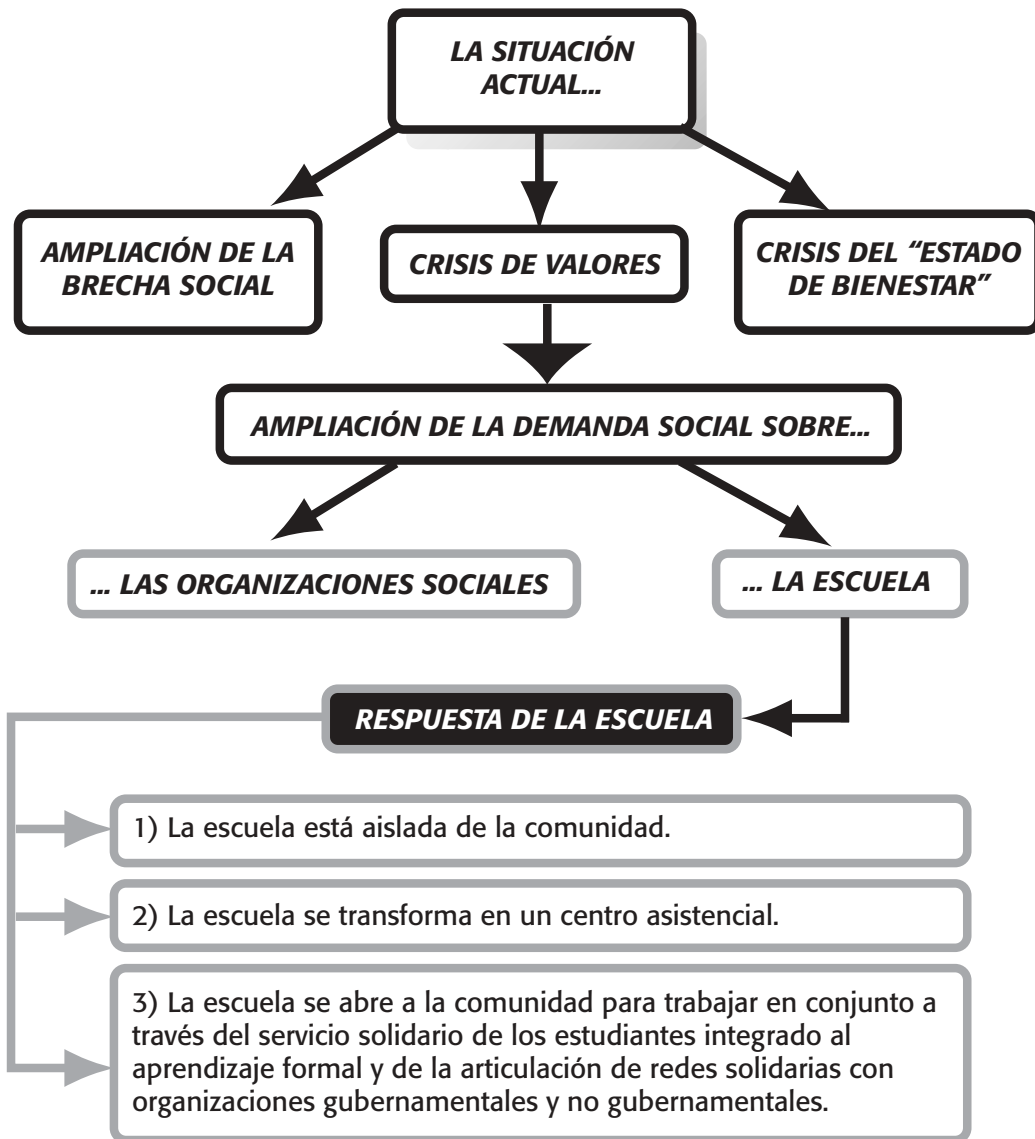 LA SITUACIÓN
ACTUAL...
AMPLIACIÓN DE LA
BRECHA SOCIAL
CRISIS DE VALORES
CRISIS DEL “ESTADO
DE BIENESTAR”
AMPLIACIÓN DE LA DEMANDA SOCIAL SOBRE...
... LAS ORGANIZACIONES SOCIALES
... LA ESCUELA
RESPUESTA DE LA ESCUELA
1) La escuela está aislada de la comunidad.
2) La escuela se transforma en un centro asistencial.
3) La escuela se abre a la comunidad para trabajar en conjunto a
través del servicio solidario de los estudiantes integrado al
aprendizaje formal y de la articulación de redes solidarias con
organizaciones gubernamentales y no gubernamentales.